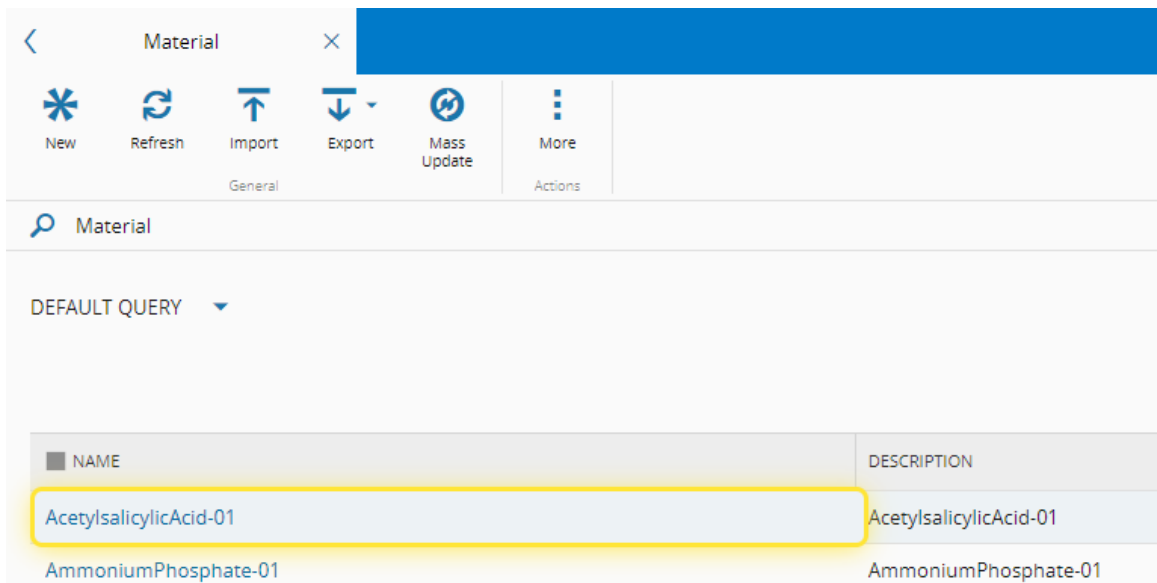 Material
New
Refresh
Import
Export
Mass
Update
More
General
Actions
Material
DEFAULT QUERY
NAME
DESCRIPTION
AcetylsalicylicAcid-01
AcetylsalicylicAcid-01
AmmoniumPhosphate-01
AmmoniumPhosphate-01